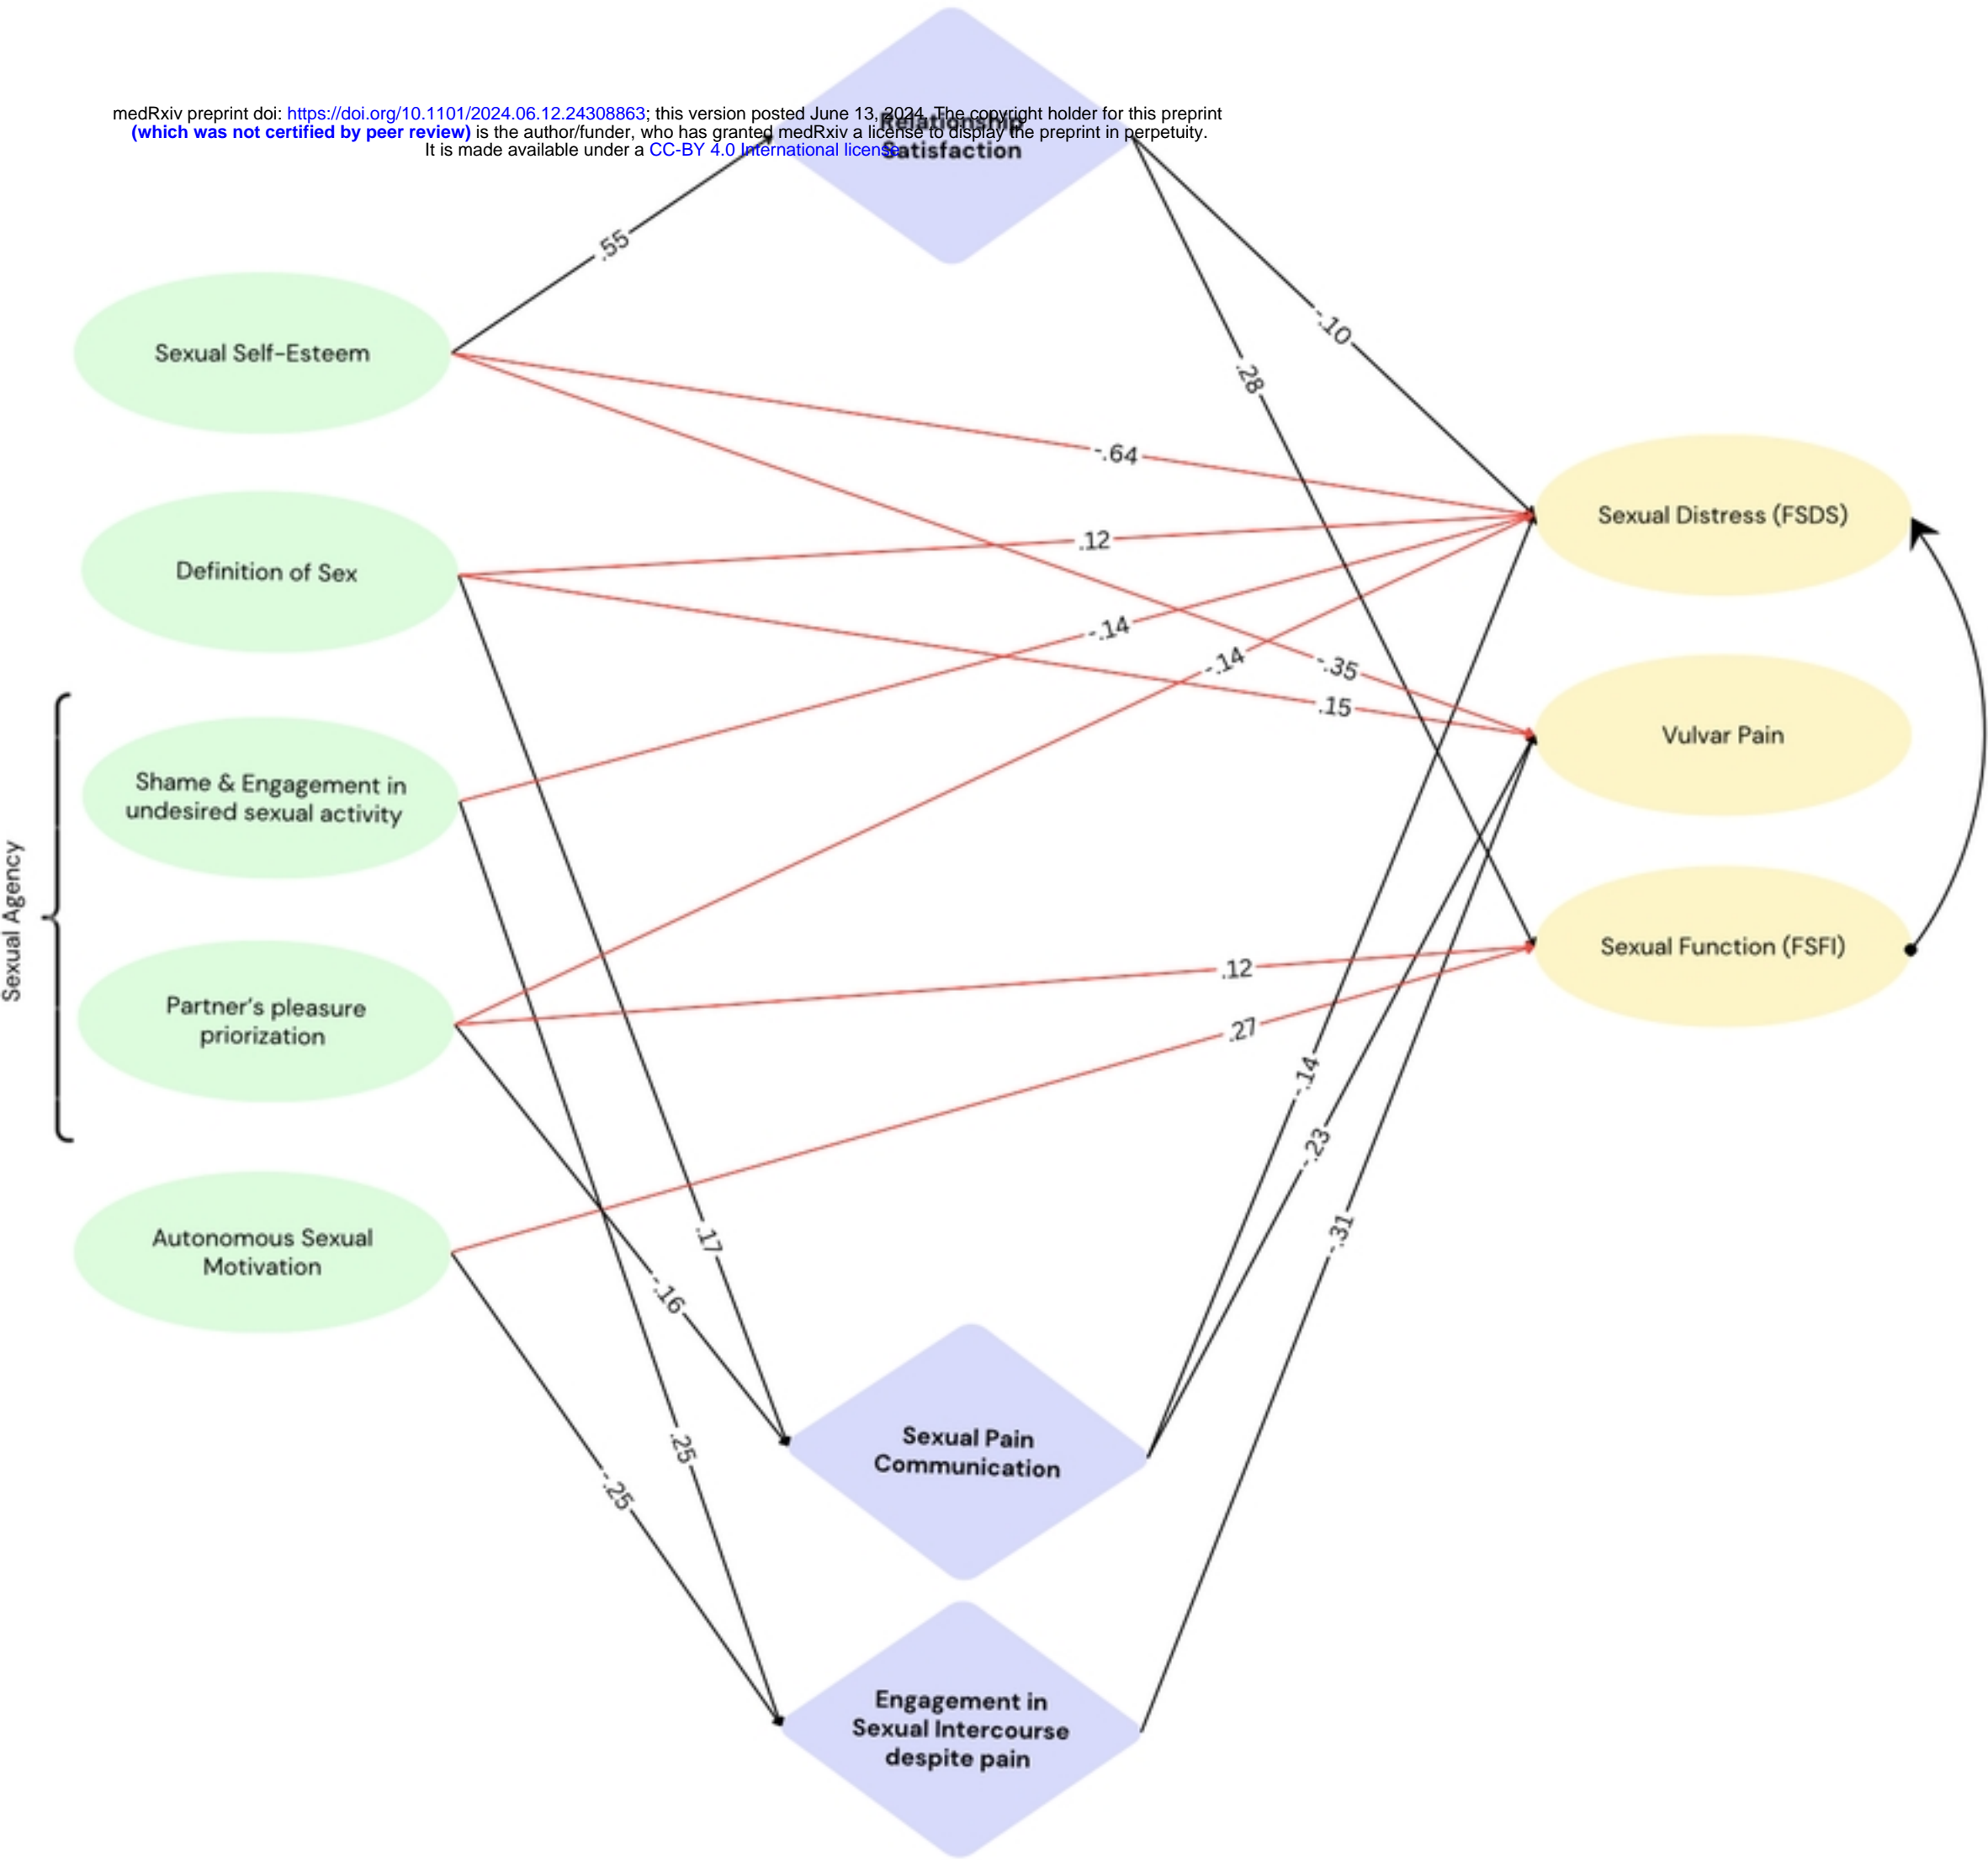 medRxiv preprint doi: https://doi.org/10.1101/2024.06.12.24308863; this version posted June 13, 2024. The copyright holder for this preprint
(which was not certified by peer review) is the author/funder, who has granted medRxiv a license to display the preprint in perpetuity.
It is made available under a CC-BY 4.0 International license.
Relationship
Satisfaction
.55
-.10
.28
Sexual Self-Esteem
-.64
Sexual Distress (FSDS)
.12
Definition of Sex
-.14
-.14
-.35
.15
Vulvar Pain
Shame & Engagement in
undesired sexual activity
Sexual Agency
Sexual Function (FSFI)
.12
Partner's pleasure
priorization
.27
-.14
-.23
Autonomous Sexual
Motivation
.17
-.31
-.16
.25
Sexual Pain
Communication
-.25
Engagement in
Sexual Intercourse
despite pain